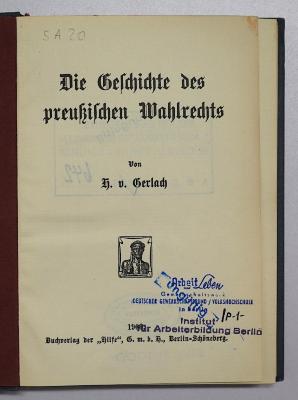 5 A 20
Die Geschichte des
preußischen Wahlrechts
Von
H. v. Gerlach
Arbeit
Leben
DEUTSCHER GEWERKSCHAFTSBUND / VOLKSHOCHSCHULE
Institut
für Arbeiterbildung Berlin
Buchverlag der „Hilfe“, G. m. b. H., Berlin-Schöneberg.